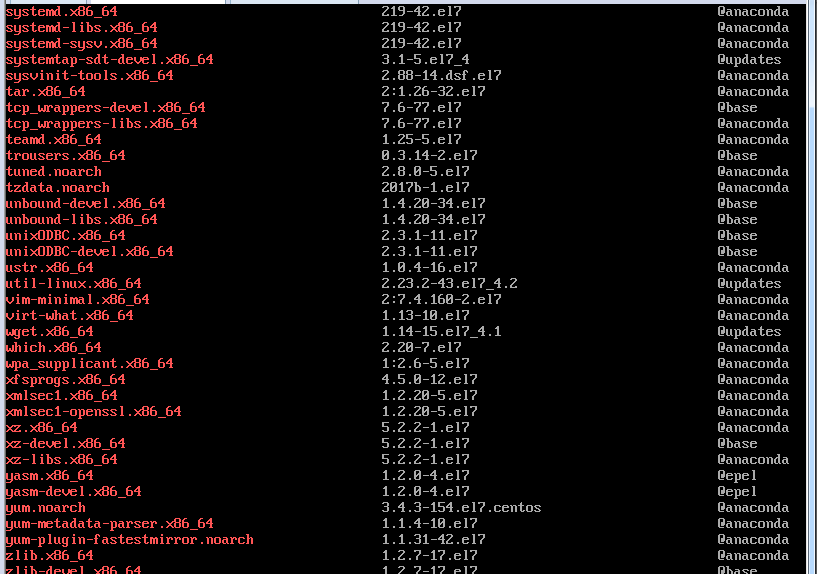 systemd.x86_64 219-42.el7 @anaconda
systemd-libs.x86_64 219-42.el7 @anaconda
systemd-sysv.x86_64 219-42.el7 @anaconda
systemtap-sdt-devel.x86_64 3.1-5.el7_4 @updates
sysvinit-tools.x86_64 2.88-14.dsf.el7 @anaconda
tar.x86_64 2:1.26-32.el7 @anaconda
tcp_wrappers-devel.x86_64 7.6-77.el7 @base
tcp_wrappers-libs.x86_64 7.6-77.el7 @anaconda
teamd.x86_64 1.25-5.el7 @anaconda
trousers.x86_64 0.3.14-2.el7 @base
tuned.noarch 2.8.0-5.el7 @anaconda
tzdata.noarch 2017b-1.el7 @anaconda
unbound-devel.x86_64 1.4.20-34.el7 @base
unbound-libs.x86_64 1.4.20-34.el7 @base
unixODBC.x86_64 2.3.1-11.el7 @base
unixODBC-devel.x86_64 2.3.1-11.el7 @base
ustr.x86_64 1.0.4-16.el7 @anaconda
util-linux.x86_64 2.23.2-43.el7_4.2 @updates
vim-minimal.x86_64 2:7.4.160-2.el7 @anaconda
virt-what.x86_64 1.13-10.el7 @anaconda
wget.x86_64 1.14-15.el7_4.1 @updates
which.x86_64 2.20-7.el7 @anaconda
wpa_supplicant.x86_64 1:2.6-5.el7 @anaconda
xfsprogs.x86_64 4.5.0-12.el7 @anaconda
xmlsec1.x86_64 1.2.20-5.el7 @anaconda
xmlsec1-openssl.x86_64 1.2.20-5.el7 @anaconda
xz.x86_64 5.2.2-1.el7 @anaconda
xz-devel.x86_64 5.2.2-1.el7 @base
xz-libs.x86_64 5.2.2-1.el7 @anaconda
yasm.x86_64 1.2.0-4.el7 @epel
yasm-devel.x86_64 1.2.0-4.el7 @epel
yum.noarch 3.4.3-154.el7.centos @anaconda
yum-metadata-parser.x86_64 1.1.4-10.el7 @anaconda
yum-plugin-fastestmirror.noarch 1.1.31-42.el7 @anaconda
zlib.x86_64 1.2.7-17.el7 @anaconda
zlib-devel.x86_64 1.2.7-17.el7 @base